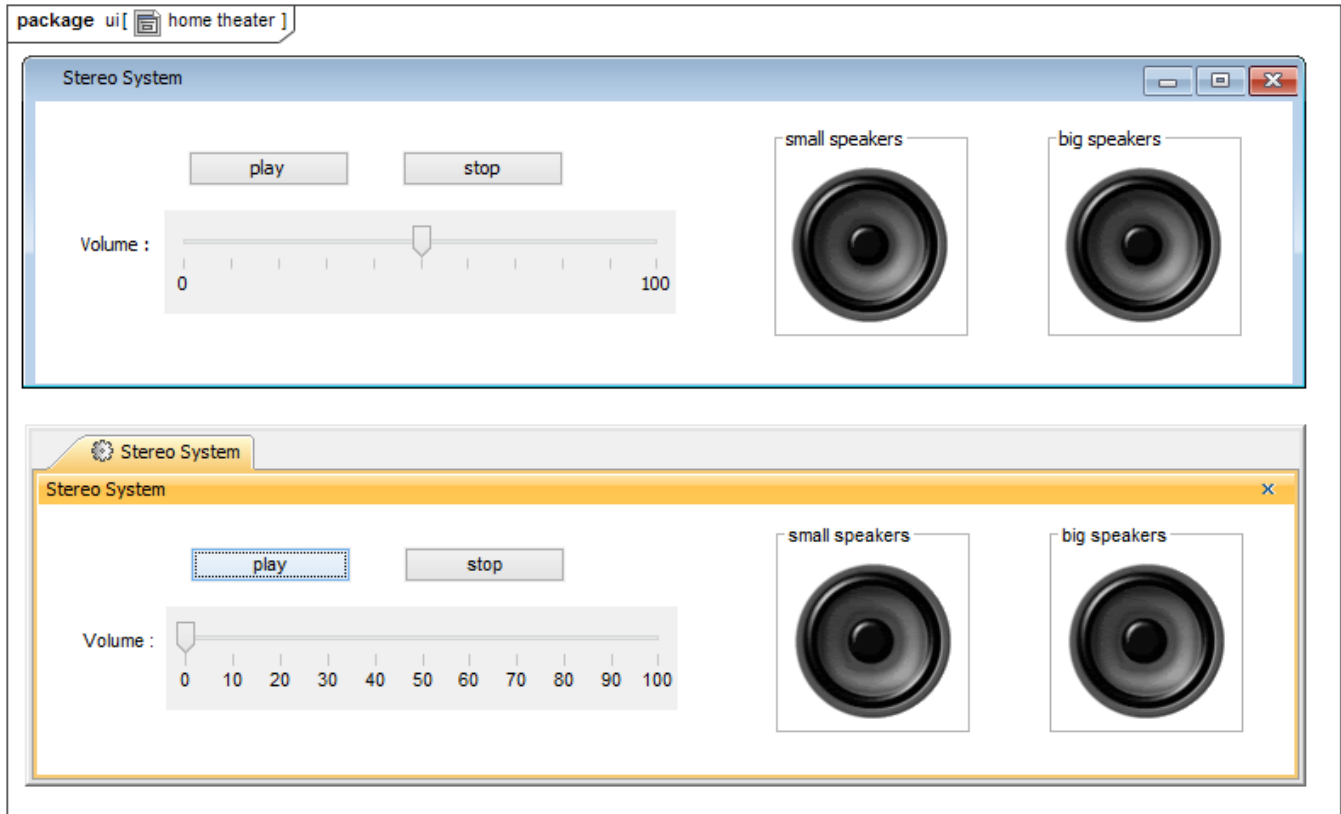 package ui[ home theater ]
Stereo System
small speakers
big speakers
play
stop
Volume :
0
100
Stereo System
Stereo System
small speakers
big speakers
play
stop
Volume :
0 10 20 30 40 50 60 70 80 90 100